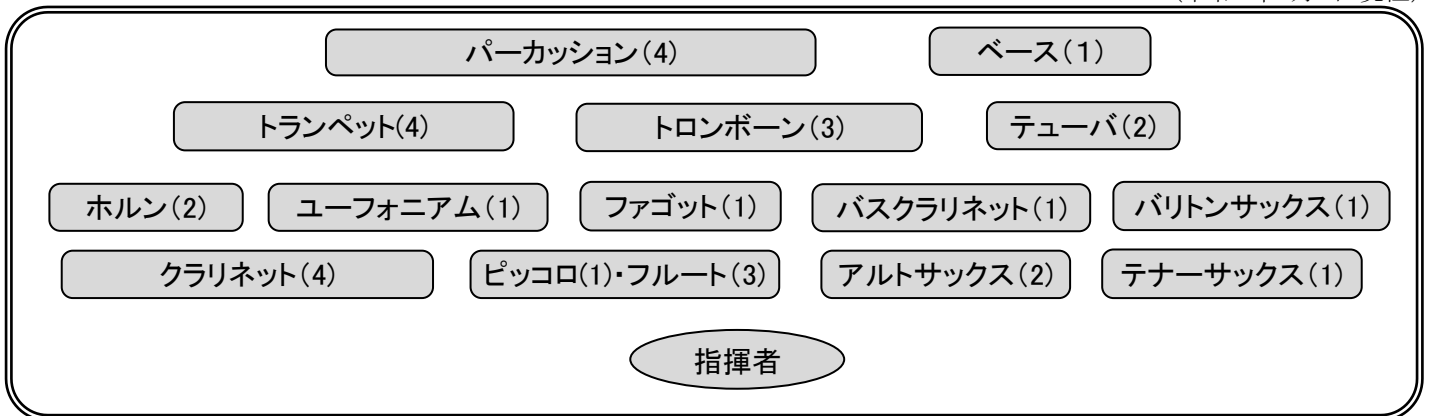 パーカッション(4) ベース(1)
トランペット(4) トロンボーン(3) テューバ(2)
ホルン(2) ユーフォニアム(1) ファゴット(1) バスクラリネット(1) バリトンサックス(1)
クラリネット(4) ピッコロ(1)・フルート(3) アルトサックス(2) テナーサックス(1)
指揮者